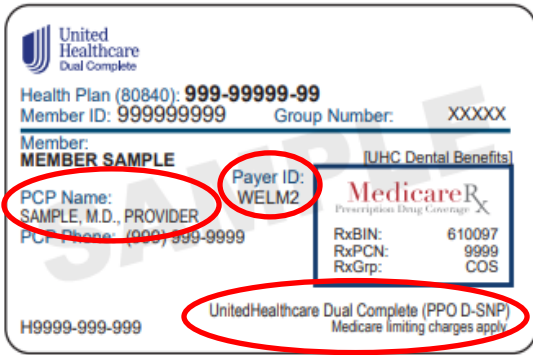 United
Healthcare
Dual Complete
Health Plan (80840): 999-99999-99
Member ID: 999999999 Group Number: XXXXX
Member:
MEMBER SAMPLE
[UHC Dental Benefits]
Payer ID:
WELM2
PCP Name:
SAMPLE, M.D., PROVIDER
PCP Phone: (999) 999-9999
MedicareRx
Prescription Drug Coverage
RxBIN: 610097
RxPCN: 9999
RxGrp: COS
SAMPLE
UnitedHealthcare Dual Complete (PPO D-SNP)
H9999-999-999 Medicare limiting charges apply.